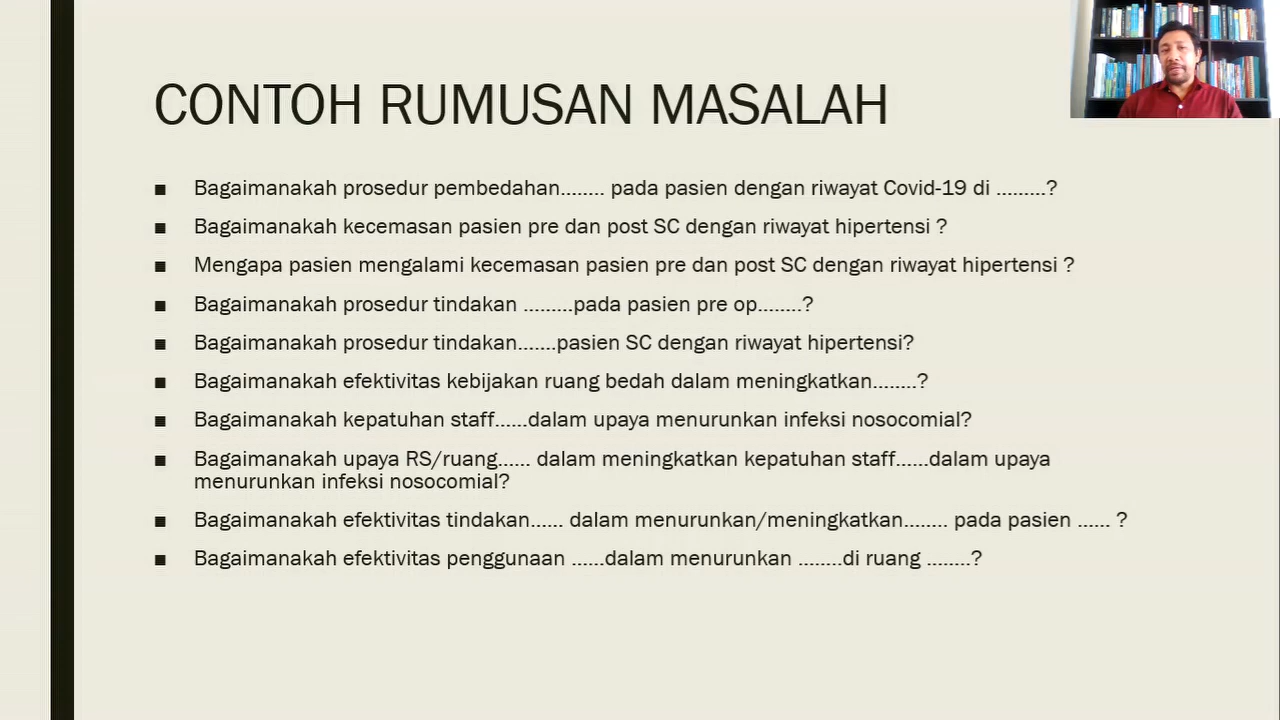 CONTOH RUMUSAN MASALAH
Bagaimanakah prosedur pembedahan........ pada pasien dengan riwayat Covid-19 di .........?
Bagaimanakah kecemasan pasien pre dan post SC dengan riwayat hipertensi ?
Mengapa pasien mengalami kecemasan pasien pre dan post SC dengan riwayat hipertensi ?
Bagaimanakah prosedur tindakan .........pada pasien pre op........?
Bagaimanakah prosedur tindakan.......pasien SC dengan riwayat hipertensi?
Bagaimanakah efektivitas kebijakan ruang bedah dalam meningkatkan........?
Bagaimanakah kepatuhan staff......dalam upaya menurunkan infeksi nosocomial?
Bagaimanakah upaya RS/ruang...... dalam meningkatkan kepatuhan staff......dalam upaya
menurunkan infeksi nosocomial?
Bagaimanakah efektivitas tindakan...... dalam menurunkan/meningkatkan........ pada pasien ...... ?
Bagaimanakah efektivitas penggunaan ......dalam menurunkan ........di ruang ........?